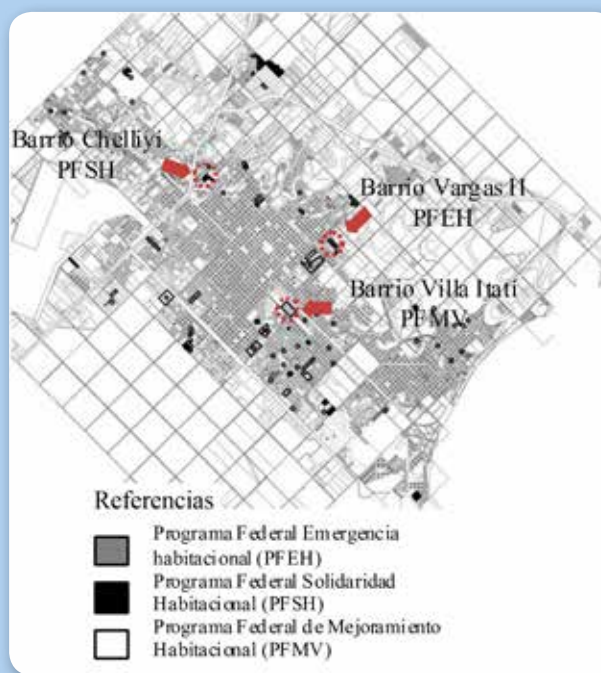 Barrio Chelliyi
PFSH
Barrio Vargas II
PFEH
Barrio Villa Itatí
PFMV
Referencias
Programa Federal Emergencia
habitacional (PFEH)
Programa Federal Solidaridad
Habitacional (PFSH)
Programa Federal de Mejoramiento
Habitacional (PFMV)